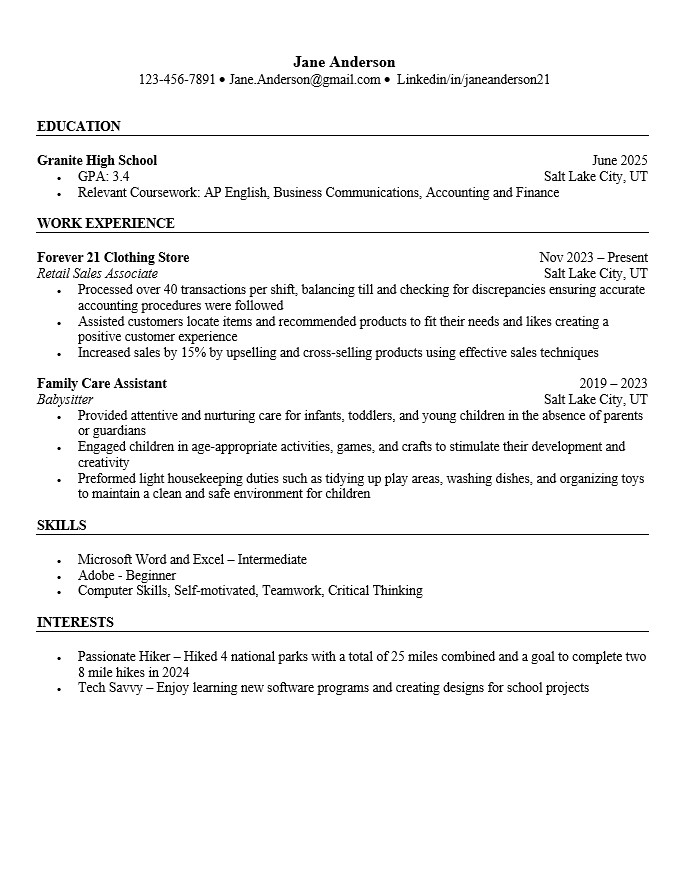 Jane Anderson
123-456-7891 ● Jane.Anderson@gmail.com ● Linkedin/in/janeanderson21
EDUCATION
Granite High School June 2025
• GPA: 3.4 Salt Lake City, UT
• Relevant Coursework: AP English, Business Communications, Accounting and Finance
WORK EXPERIENCE
Forever 21 Clothing Store Nov 2023 – Present
Retail Sales Associate Salt Lake City, UT
• Processed over 40 transactions per shift, balancing till and checking for discrepancies ensuring accurate
accounting procedures were followed
• Assisted customers locate items and recommended products to fit their needs and likes creating a
positive customer experience
• Increased sales by 15% by upselling and cross-selling products using effective sales techniques
Family Care Assistant 2019 – 2023
Babysitter Salt Lake City, UT
• Provided attentive and nurturing care for infants, toddlers, and young children in the absence of parents
or guardians
• Engaged children in age-appropriate activities, games, and crafts to stimulate their development and
creativity
• Preformed light housekeeping duties such as tidying up play areas, washing dishes, and organizing toys
to maintain a clean and safe environment for children
SKILLS
• Microsoft Word and Excel – Intermediate
• Adobe - Beginner
• Computer Skills, Self-motivated, Teamwork, Critical Thinking
INTERESTS
• Passionate Hiker – Hiked 4 national parks with a total of 25 miles combined and a goal to complete two
8 mile hikes in 2024
• Tech Savvy – Enjoy learning new software programs and creating designs for school projects